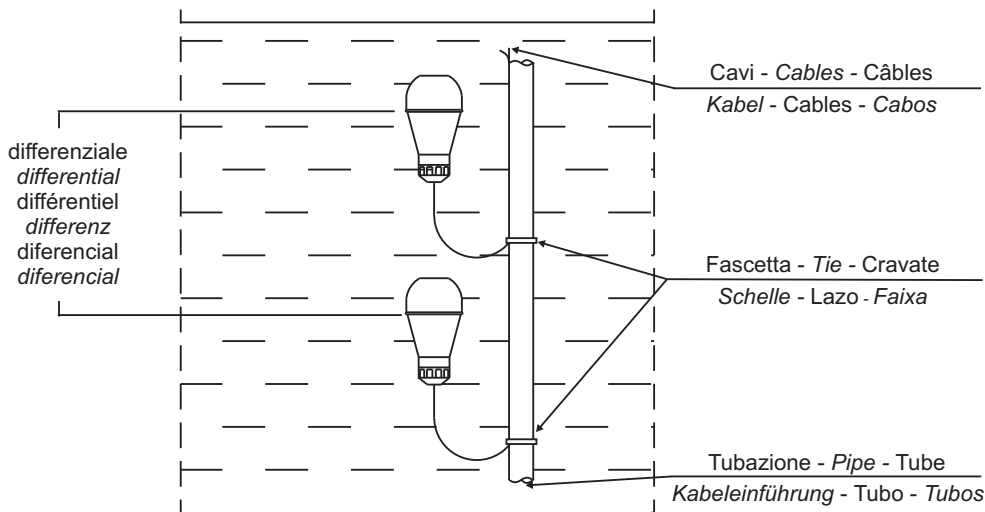 differenziale
differential
différentiel
differenz
diferencial
diferencial
Cavi - Cables - Câbles
Kabel - Cables - Cabos
Fascetta - Tie - Cravate
Schelle - Lazo - Faixa
Tubazione - Pipe - Tube
Kabeleinführung - Tubo - Tubos